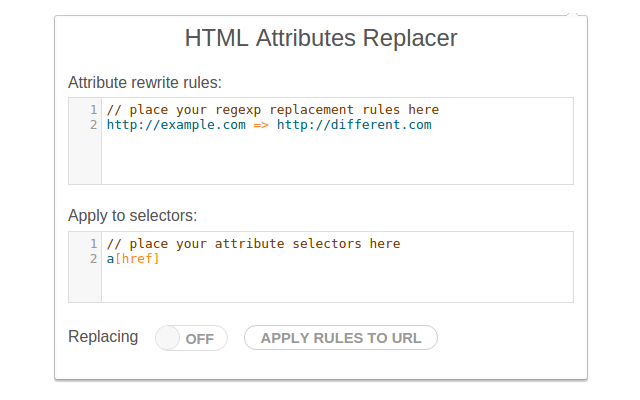 HTML Attributes Replacer
Attribute rewrite rules:
1 // place your regexp replacement rules here
2 http://example.com => http://different.com
Apply to selectors:
1 // place your attribute selectors here
2 a[href]
Replacing OFF APPLY RULES TO URL